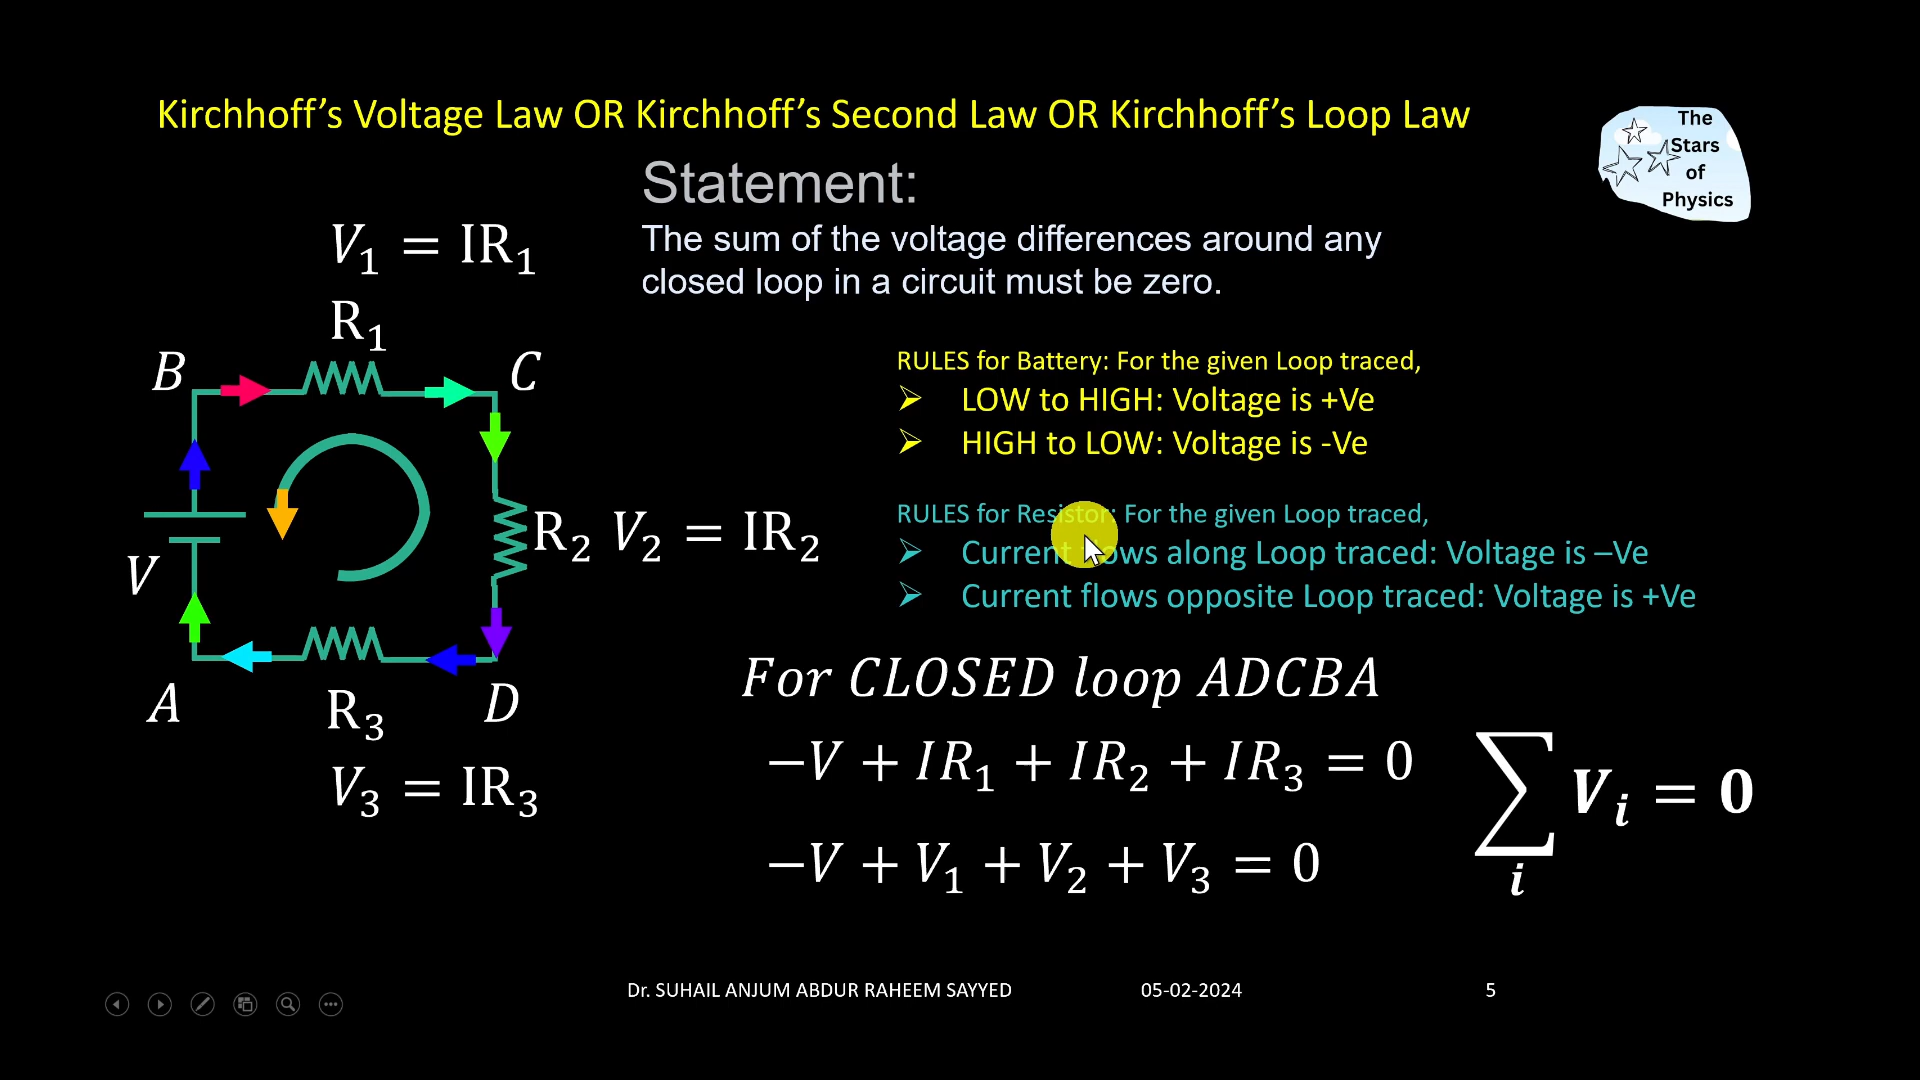 Kirchhoff’s Voltage Law OR Kirchhoff’s Second Law OR Kirchhoff’s Loop Law
The
Stars
of
Physics
Statement:
The sum of the voltage differences around any
closed loop in a circuit must be zero.
V₁ = IR₁
R₁
B
C
R₂ V₂ = IR₂
V
A
R₃
D
V₃ = IR₃
RULES for Battery: For the given Loop traced,
➢ LOW to HIGH: Voltage is +Ve
➢ HIGH to LOW: Voltage is -Ve
RULES for Resistor: For the given Loop traced,
➢ Current flows along Loop traced: Voltage is –Ve
➢ Current flows opposite Loop traced: Voltage is +Ve
For CLOSED loop ADCBA
−V + IR₁ + IR₂ + IR₃ = 0
−V + V₁ + V₂ + V₃ = 0
∑ᵢ Vᵢ = 0
Dr. SUHAIL ANJUM ABDUR RAHEEM SAYYED 05-02-2024 5